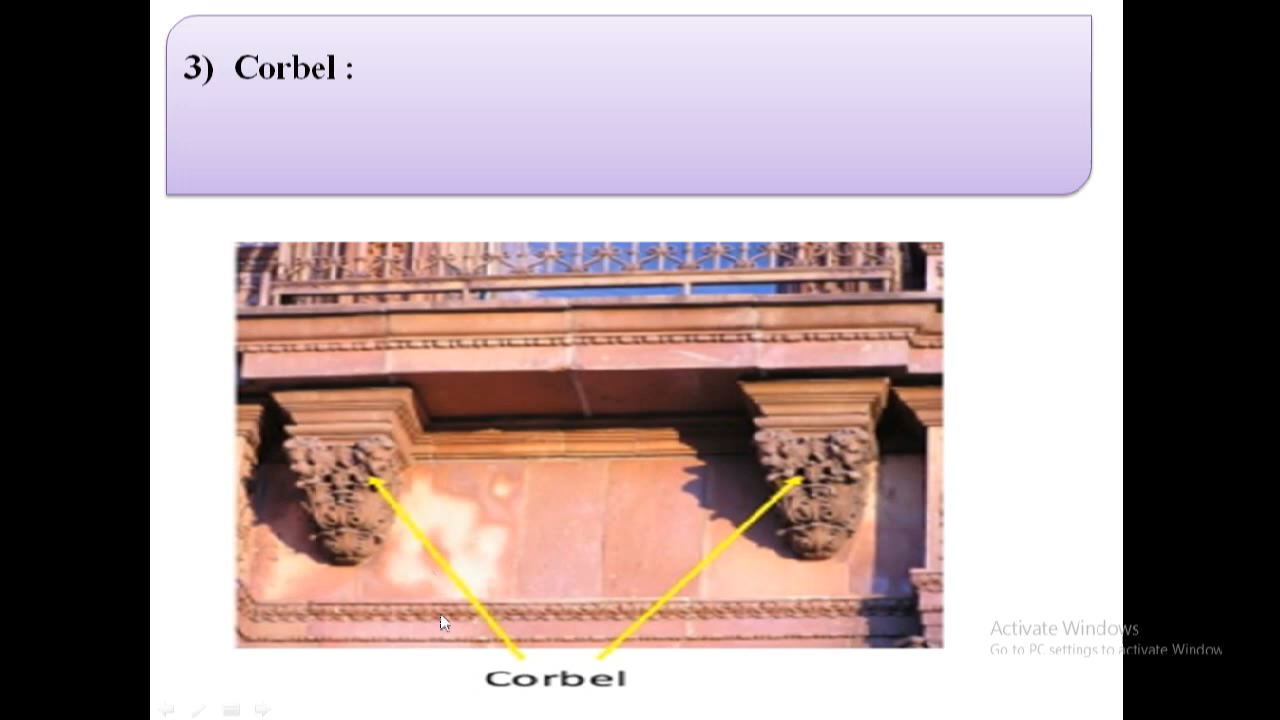 3) Corbel :
Corbel
Activate Windows
Go to PC settings to activate Window